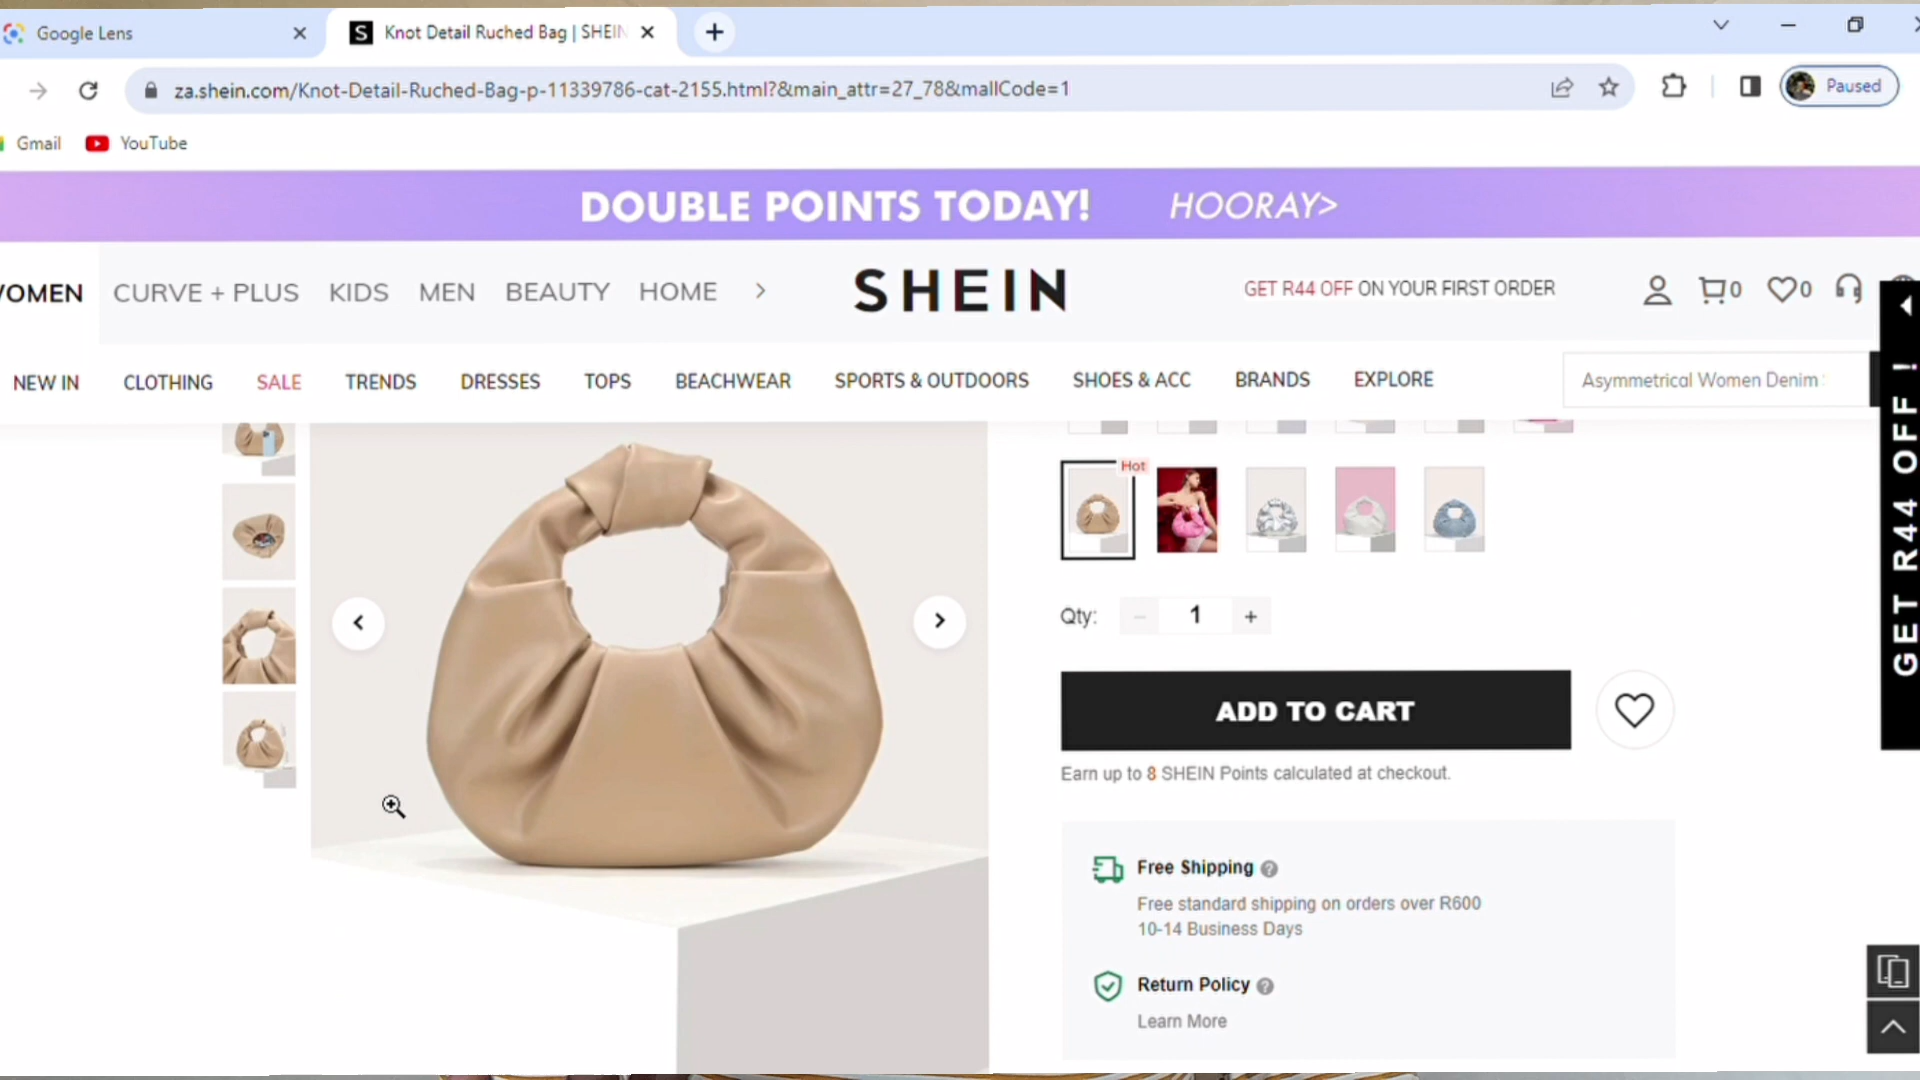 Google Lens
Knot Detail Ruched Bag | SHEIN
za.shein.com/Knot-Detail-Ruched-Bag-p-11339786-cat-2155.html?&main_attr=27_78&mallCode=1
Paused
Gmail
YouTube
DOUBLE POINTS TODAY! HOORAY>
WOMEN
CURVE + PLUS
KIDS
MEN
BEAUTY
HOME
SHEIN
GET R44 OFF ON YOUR FIRST ORDER
0
0
NEW IN
CLOTHING
SALE
TRENDS
DRESSES
TOPS
BEACHWEAR
SPORTS & OUTDOORS
SHOES & ACC
BRANDS
EXPLORE
Asymmetrical Women Denim
GET R44 OFF !
Hot
Qty:
1
ADD TO CART
Earn up to 8 SHEIN Points calculated at checkout.
Free Shipping
Free standard shipping on orders over R600
10-14 Business Days
Return Policy
Learn More